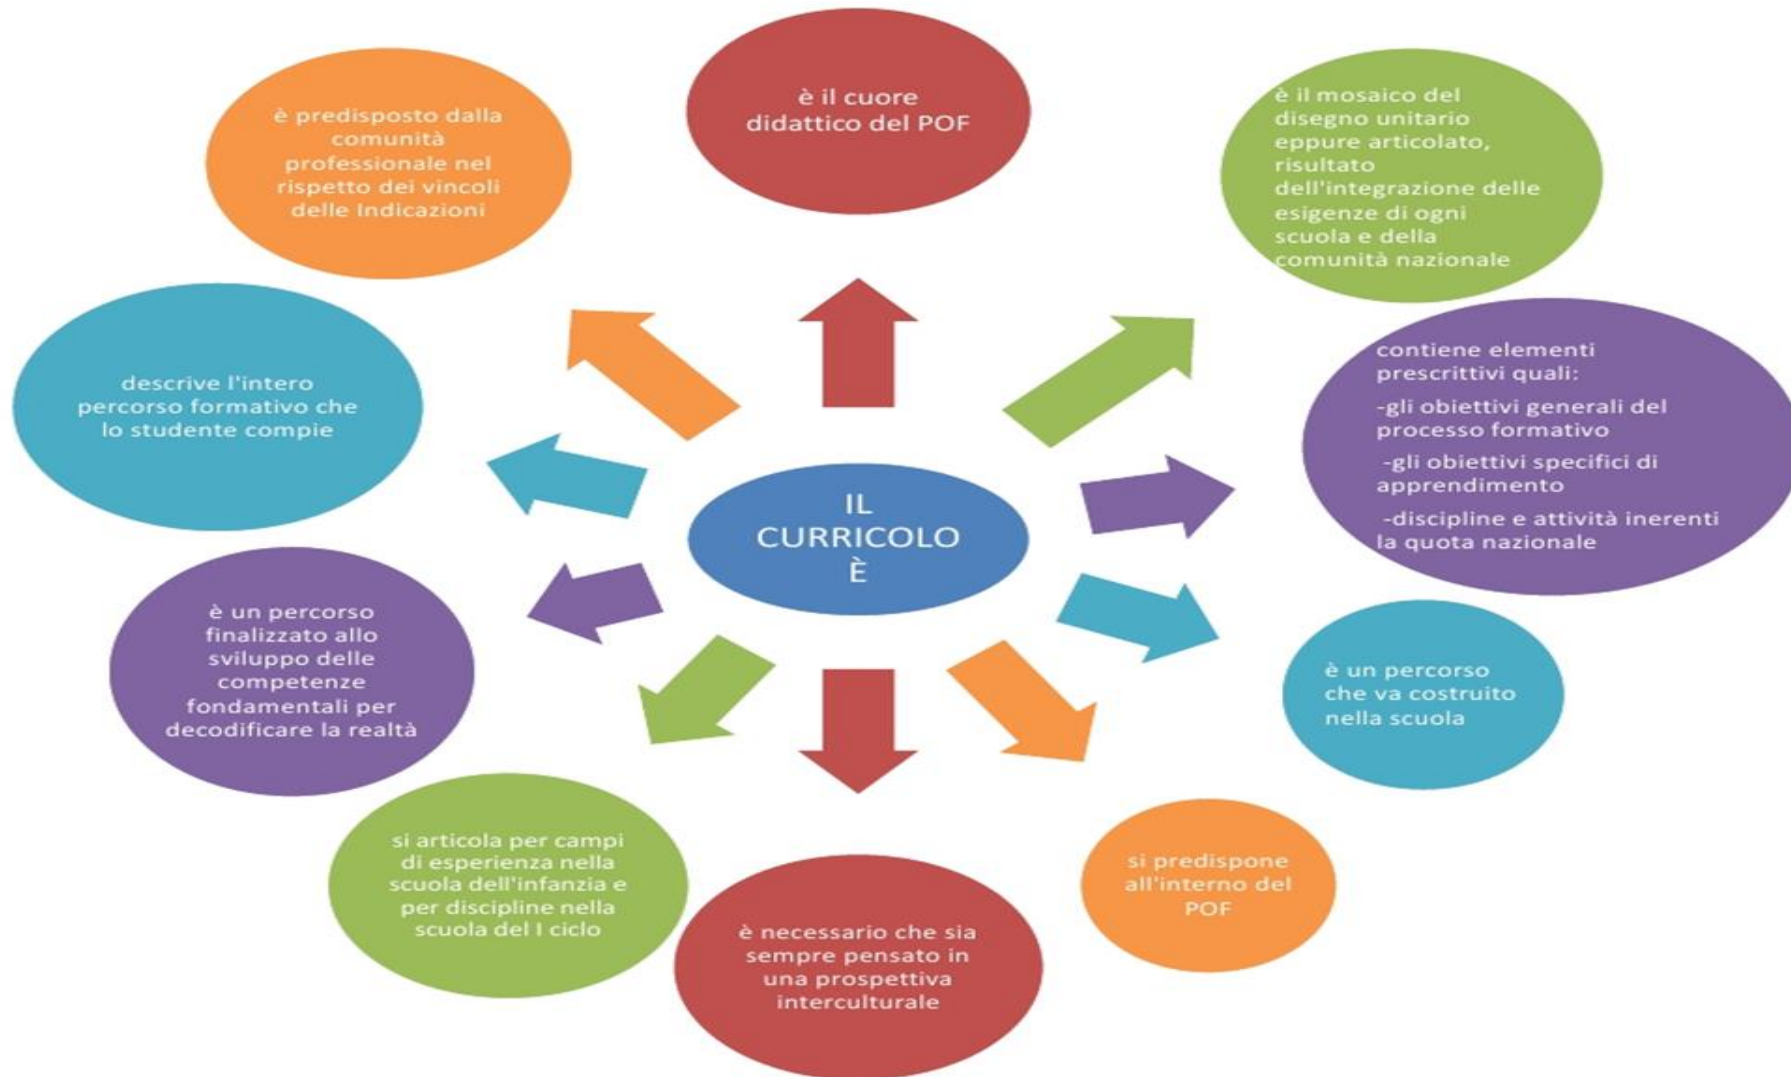 è il cuore
didattico del POF
è il mosaico del
disegno unitario
eppure articolato,
risultato
dell'integrazione delle
esigenze di ogni
scuola e della
comunità nazionale
contiene elementi
prescrittivi quali:
-gli obiettivi generali del
processo formativo
-gli obiettivi specifici di
apprendimento
-discipline e attività inerenti
la quota nazionale
è un percorso
che va costruito
nella scuola
si predispone
all'interno del
POF
è necessario che sia
sempre pensato in
una prospettiva
interculturale
si articola per campi
di esperienza nella
scuola dell'infanzia e
per discipline nella
scuola del I ciclo
è un percorso
finalizzato allo
sviluppo delle
competenze
fondamentali per
decodificare la realtà
descrive l'intero
percorso formativo che
lo studente compie
è predisposto dalla
comunità
professionale nel
rispetto dei vincoli
delle Indicazioni
IL
CURRICOLO
È